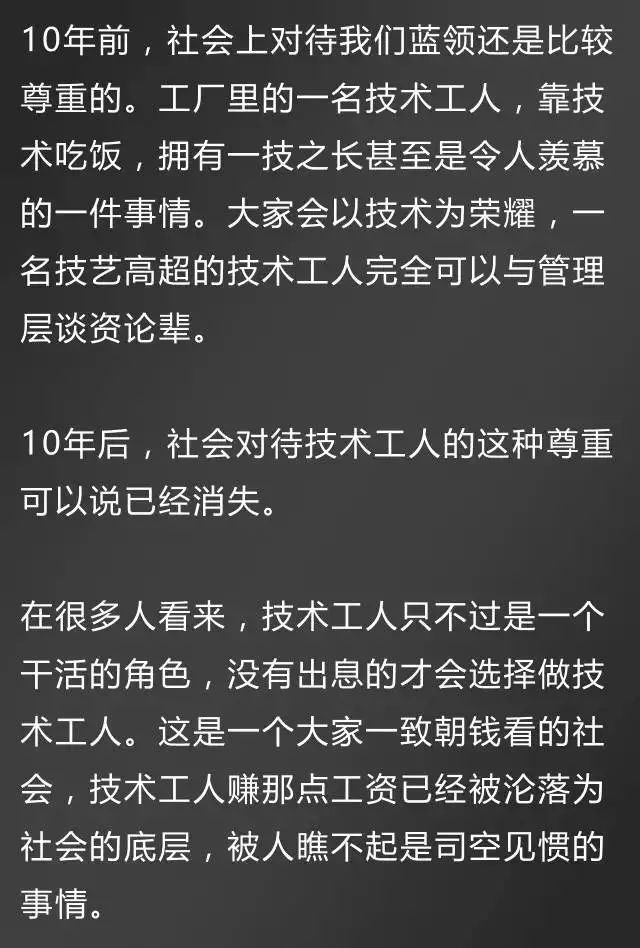 10年前，社会上对待我们蓝领还是比较
尊重的。工厂里的一名技术工人，靠技
术吃饭，拥有一技之长甚至是令人羡慕
的一件事情。大家会以技术为荣耀，一
名技艺高超的技术工人完全可以与管理
层谈资论辈。
10年后，社会对待技术工人的这种尊重
可以说已经消失。
在很多人看来，技术工人只不过是一个
干活的角色，没有出息的才会选择做技
术工人。这是一个大家一致朝钱看的社
会，技术工人赚那点工资已经被沦落为
社会的底层，被人瞧不起是司空见惯的
事情。